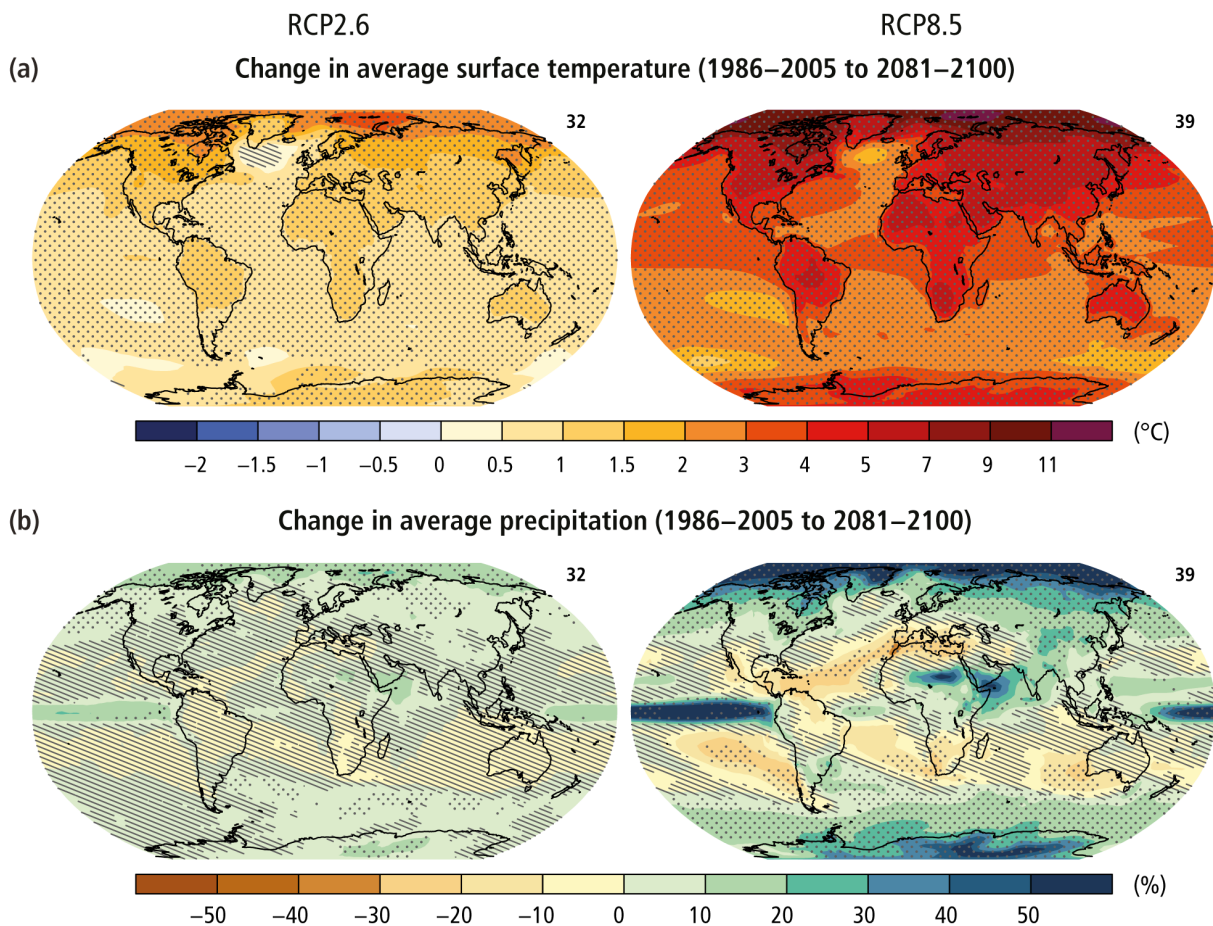 RCP2.6 RCP8.5
(a) Change in average surface temperature (1986–2005 to 2081–2100)
32 39
(°C)
−2 −1.5 −1 −0.5 0 0.5 1 1.5 2 3 4 5 7 9 11
(b) Change in average precipitation (1986–2005 to 2081–2100)
32 39
(%)
−50 −40 −30 −20 −10 0 10 20 30 40 50